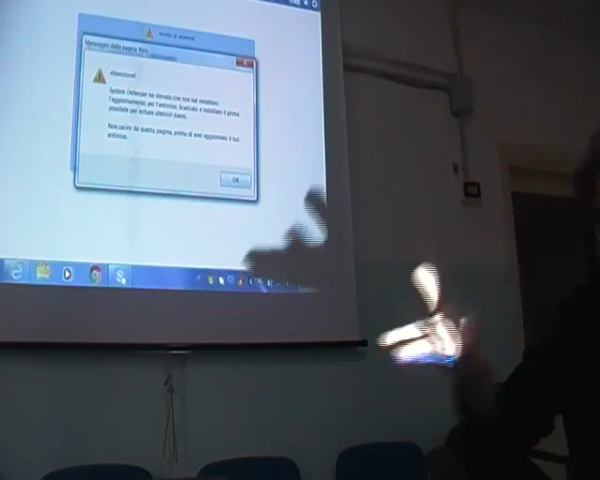 Messaggio dalla pagina Web
Attenzione!
System Defender ha rilevato che non hai installato
l'aggiornamento per l'antivirus. Scaricalo e installalo il prima
possibile per evitare ulteriori danni.
Non uscire da questa pagina, prima di aver aggiornato il tuo
antivirus.
OK